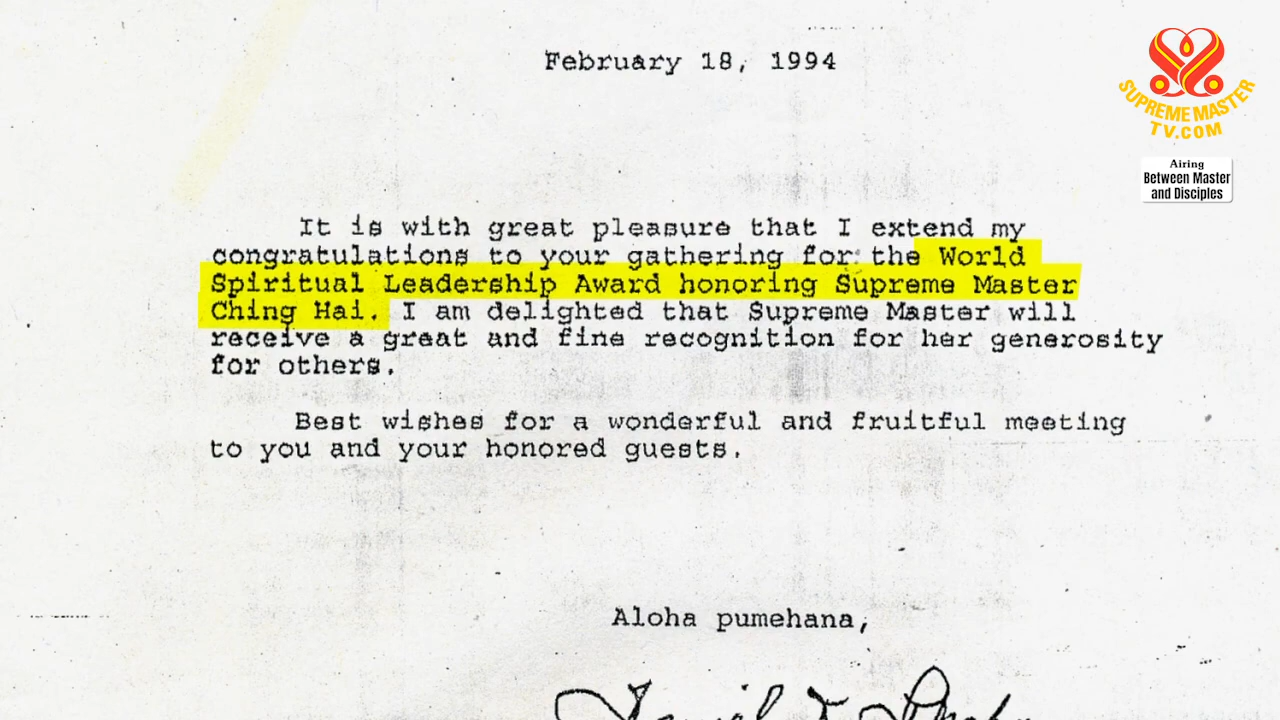 February 18, 1994
SUPREME MASTER
TV.COM
Airing
Between Master
and Disciples
It is with great pleasure that I extend my
congratulations to your gathering for the World
Spiritual Leadership Award honoring Supreme Master
Ching Hai. I am delighted that Supreme Master will
receive a great and fine recognition for her generosity
for others.
Best wishes for a wonderful and fruitful meeting
to you and your honored guests.
Aloha pumehana,